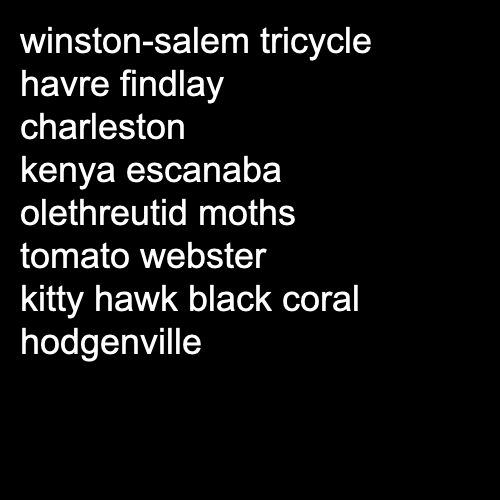 winston-salem tricycle
havre findlay
charleston
kenya escanaba
olethreutid moths
tomato webster
kitty hawk black coral
hodgenville